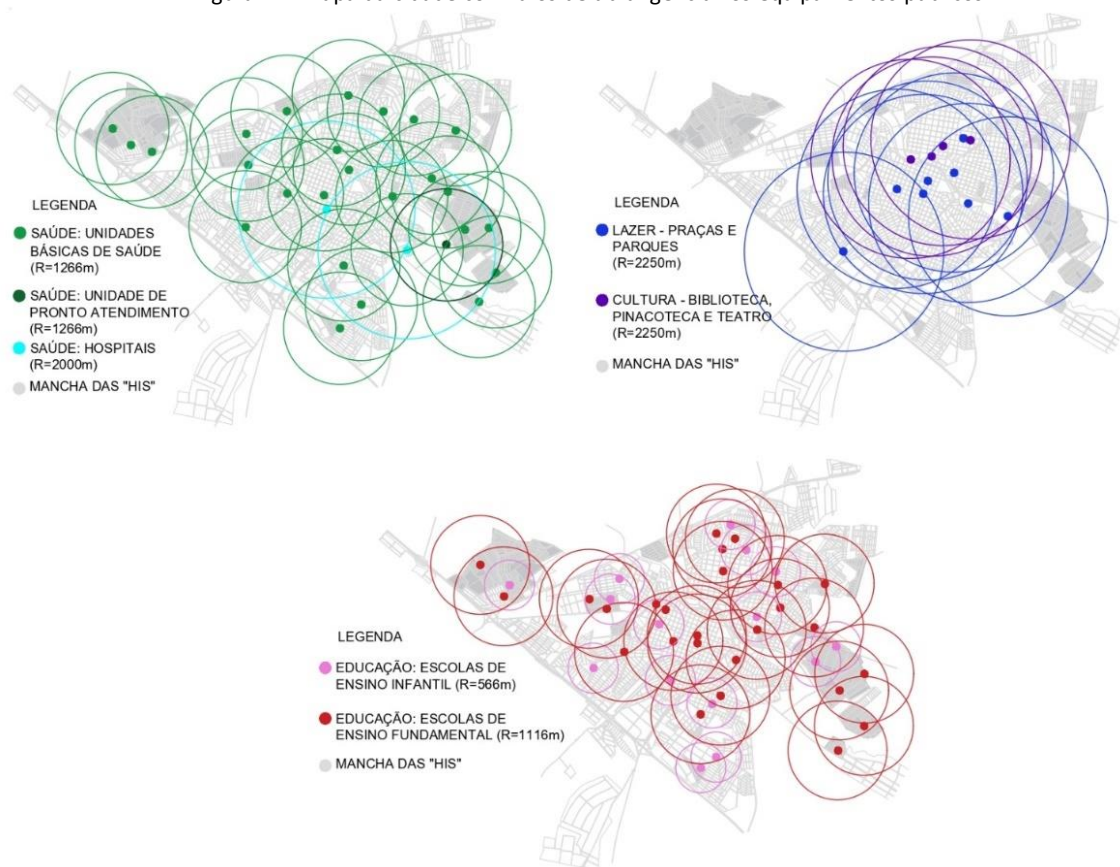 LEGENDA
SAÚDE: UNIDADES
BÁSICAS DE SAÚDE
(R=1266m)
SAÚDE: UNIDADE DE
PRONTO ATENDIMENTO
(R=1266m)
SAÚDE: HOSPITAIS
(R=2000m)
MANCHA DAS "HIS"
LEGENDA
LAZER - PRAÇAS E
PARQUES
(R=2250m)
CULTURA - BIBLIOTECA,
PINACOTECA E TEATRO
(R=2250m)
MANCHA DAS "HIS"
LEGENDA
EDUCAÇÃO: ESCOLAS DE
ENSINO INFANTIL (R=566m)
EDUCAÇÃO: ESCOLAS DE
ENSINO FUNDAMENTAL (R=1116m)
MANCHA DAS "HIS"